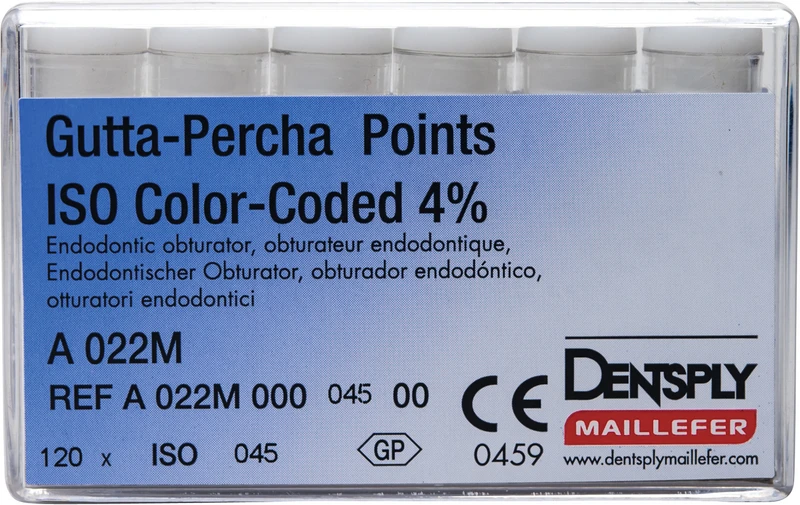 Gutta-Percha Points
ISO Color-Coded 4%
Endodontic obturator, obturateur endodontique,
Endodontischer Obturator, obturador endodóntico,
otturatori endodontici
A 022M
REF A 022M 000 045 00
120 x ISO 045
GP
CE
0459
DENTSPLY
MAILLEFER
www.dentsplymaillefer.com